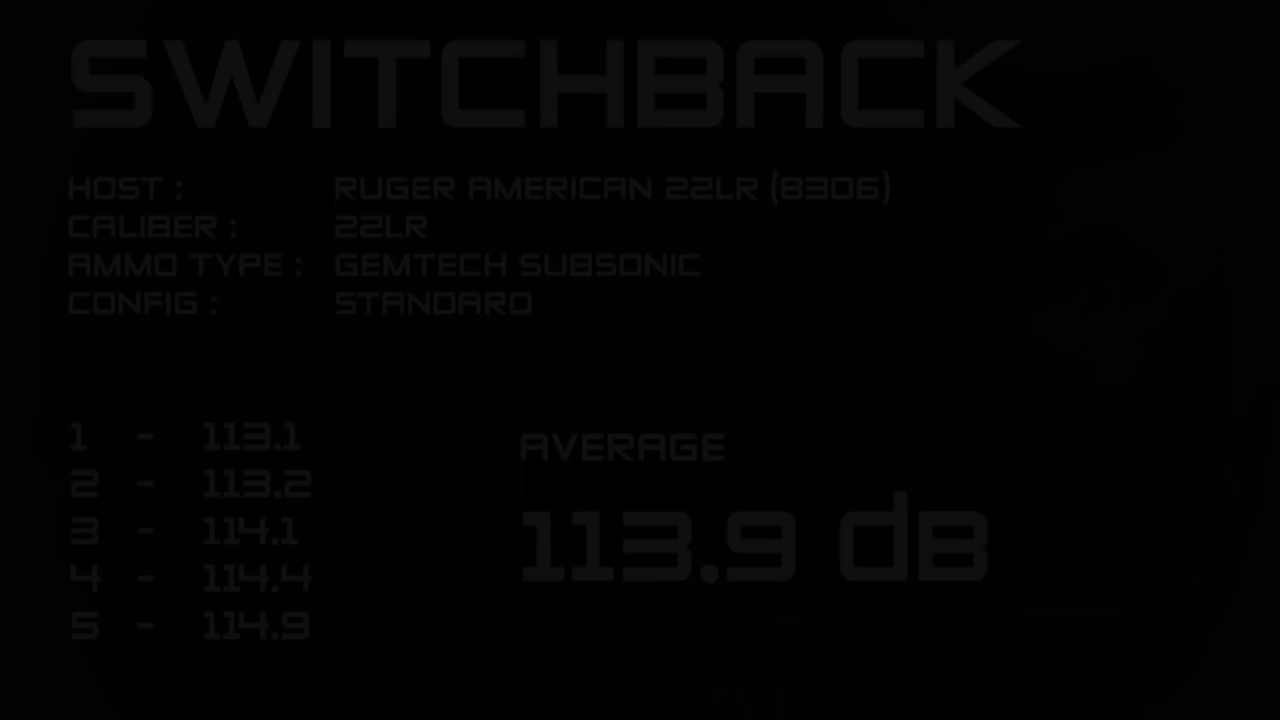 SWITCHBACK
HOST : RUGER AMERICAN 22LR (8306)
CALIBER : 22LR
AMMO TYPE : GEMTECH SUBSONIC
CONFIG : STANDARD
1 - 113.1
2 - 113.2
3 - 114.1
4 - 114.4
5 - 114.9
AVERAGE
113.9 dB